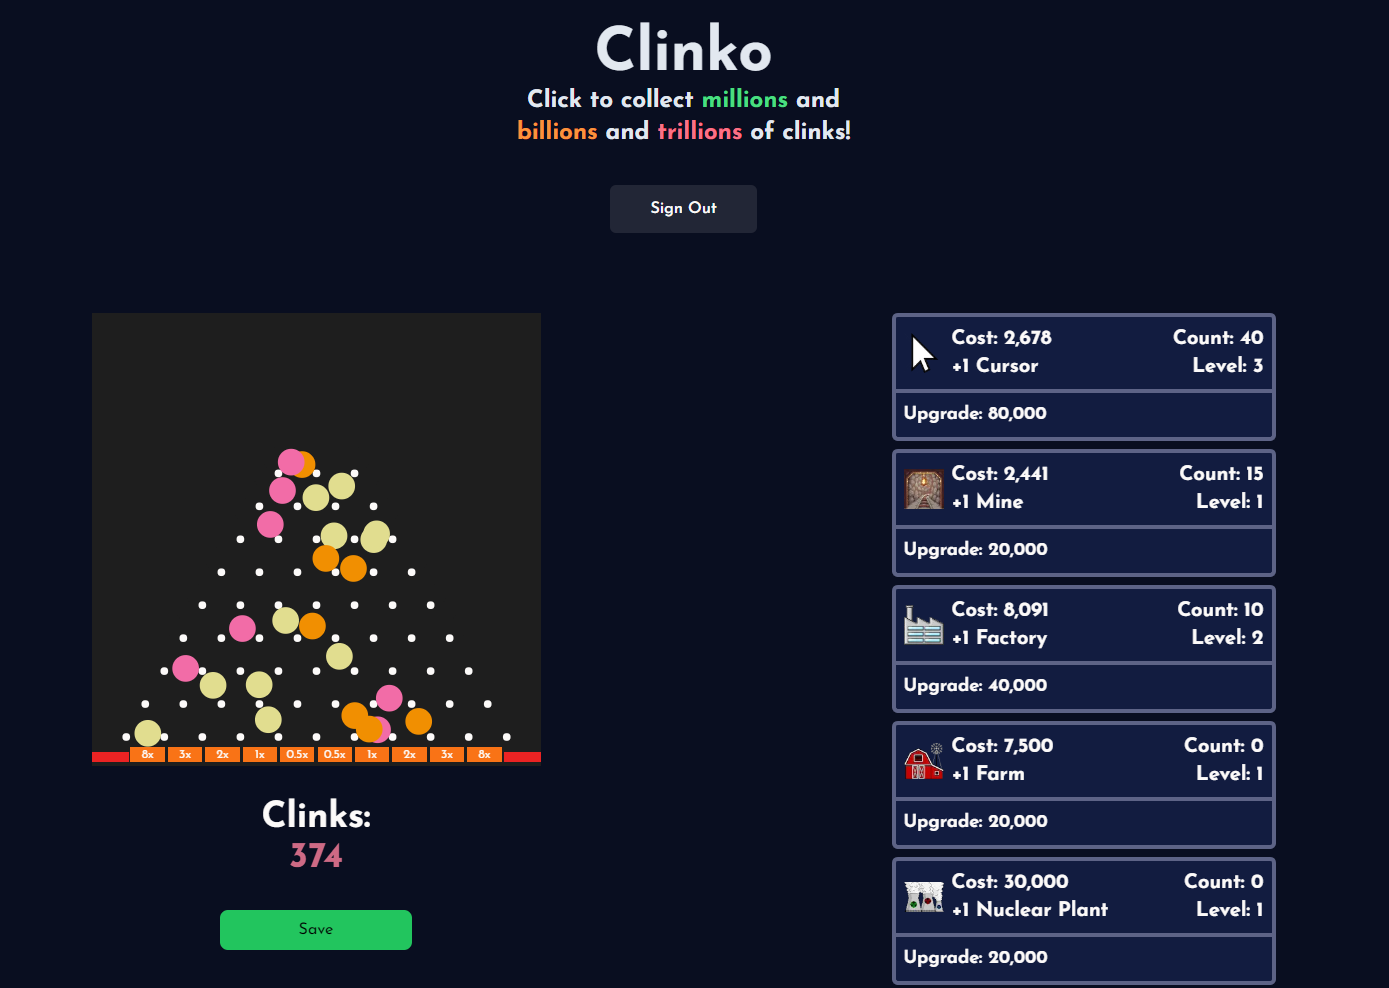 Clinko
Click to collect millions and
billions and trillions of clinks!
Sign Out
8x 3x 2x 1x 0.5x 0.5x 1x 2x 3x 8x
Clinks:
374
Save
Cost: 2,678 Count: 40
+1 Cursor Level: 3
Upgrade: 80,000
Cost: 2,441 Count: 15
+1 Mine Level: 1
Upgrade: 20,000
Cost: 8,091 Count: 10
+1 Factory Level: 2
Upgrade: 40,000
Cost: 7,500 Count: 0
+1 Farm Level: 1
Upgrade: 20,000
Cost: 30,000 Count: 0
+1 Nuclear Plant Level: 1
Upgrade: 20,000